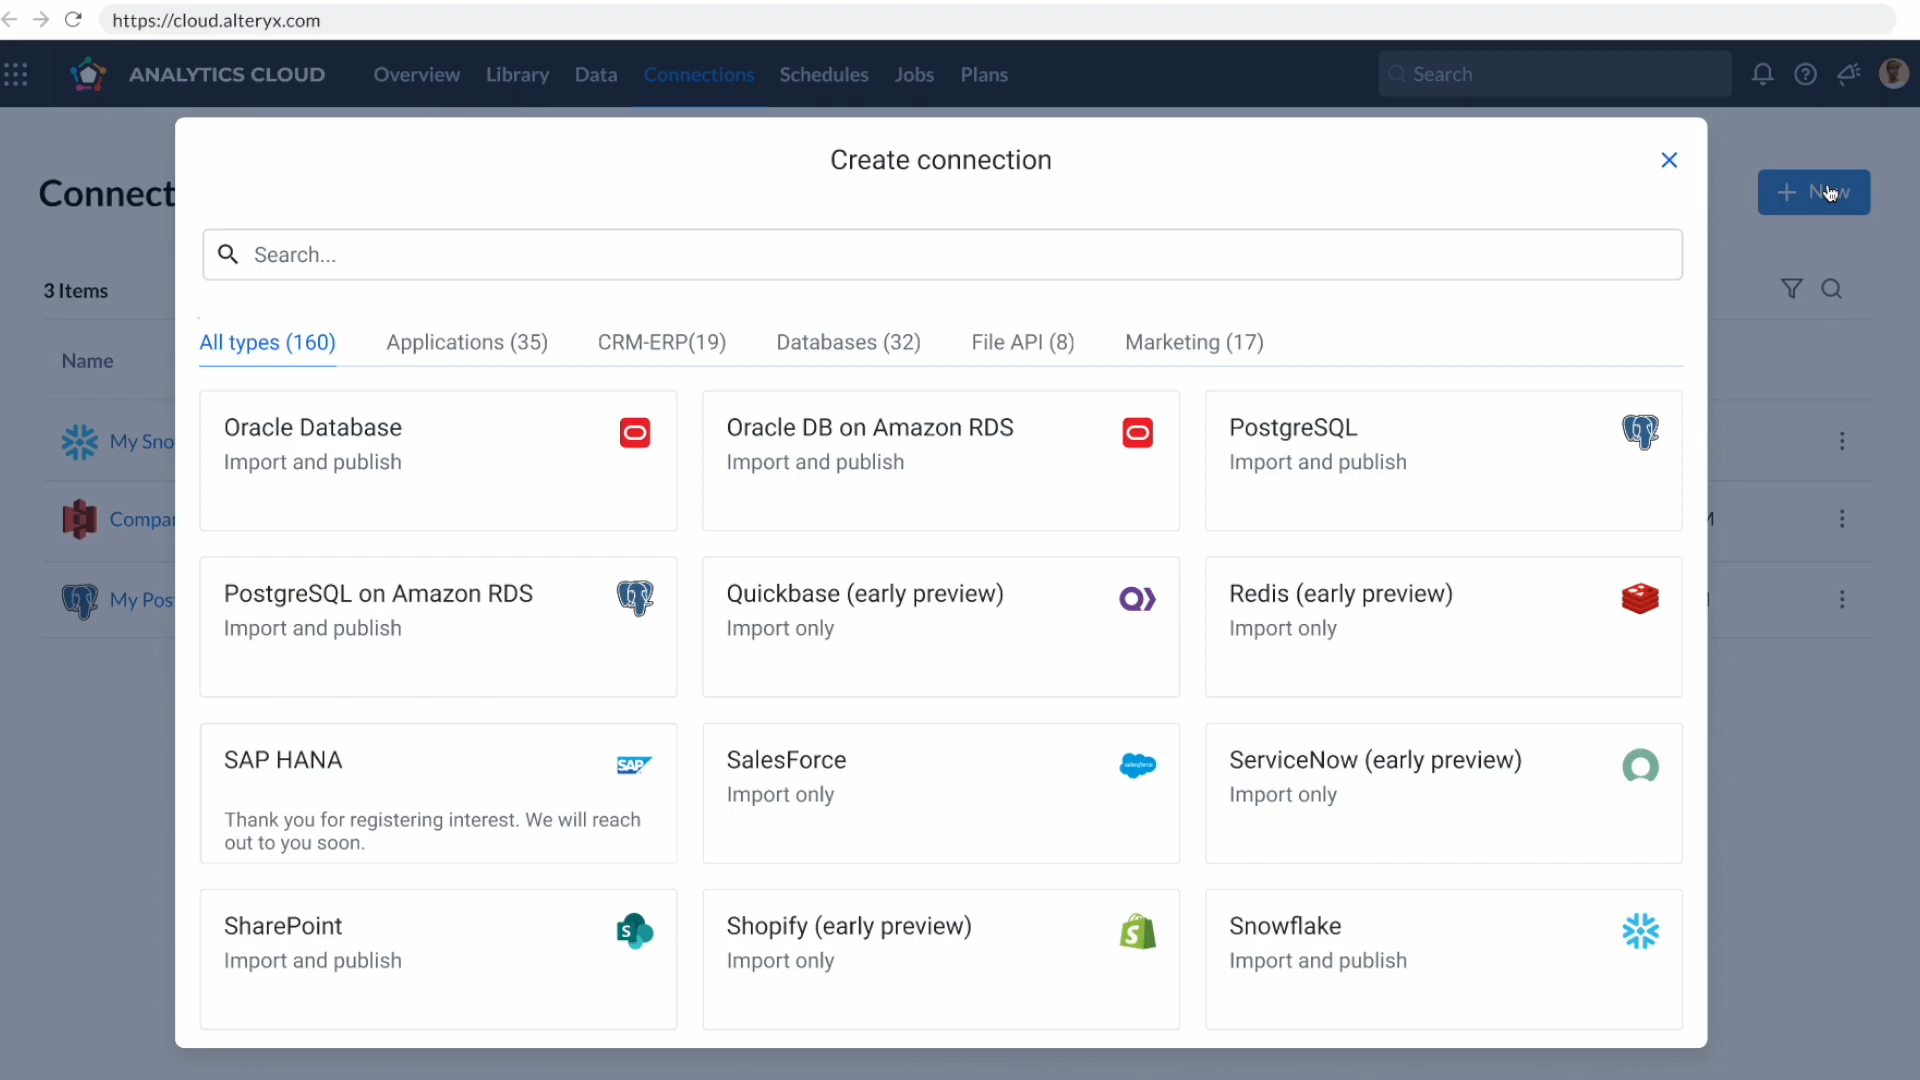 https://cloud.alteryx.com
ANALYTICS CLOUD
Overview
Library
Data
Connections
Schedules
Jobs
Plans
Search
Connect
Create connection
Search...
3 Items
All types (160)
Applications (35)
CRM-ERP(19)
Databases (32)
File API (8)
Marketing (17)
Name
Oracle Database
Import and publish
Oracle DB on Amazon RDS
Import and publish
PostgreSQL
Import and publish
My Sno
Compar
My Pos
PostgreSQL on Amazon RDS
Import and publish
Quickbase (early preview)
Import only
Redis (early preview)
Import only
SAP HANA
SAP
Thank you for registering interest. We will reach
out to you soon.
SalesForce
salesforce
Import only
ServiceNow (early preview)
Import only
SharePoint
S
Import and publish
Shopify (early preview)
S
Import only
Snowflake
Import and publish